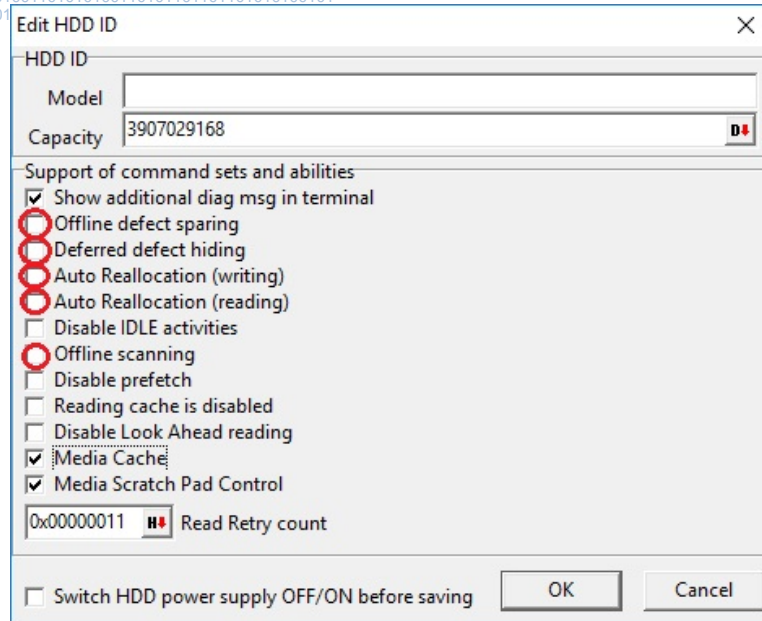 Edit HDD ID
HDD ID
Model
Capacity 3907029168 D
Support of command sets and abilities
Show additional diag msg in terminal
Offline defect sparing
Deferred defect hiding
Auto Reallocation (writing)
Auto Reallocation (reading)
Disable IDLE activities
Offline scanning
Disable prefetch
Reading cache is disabled
Disable Look Ahead reading
Media Cache
Media Scratch Pad Control
0x00000011 H Read Retry count
Switch HDD power supply OFF/ON before saving OK Cancel